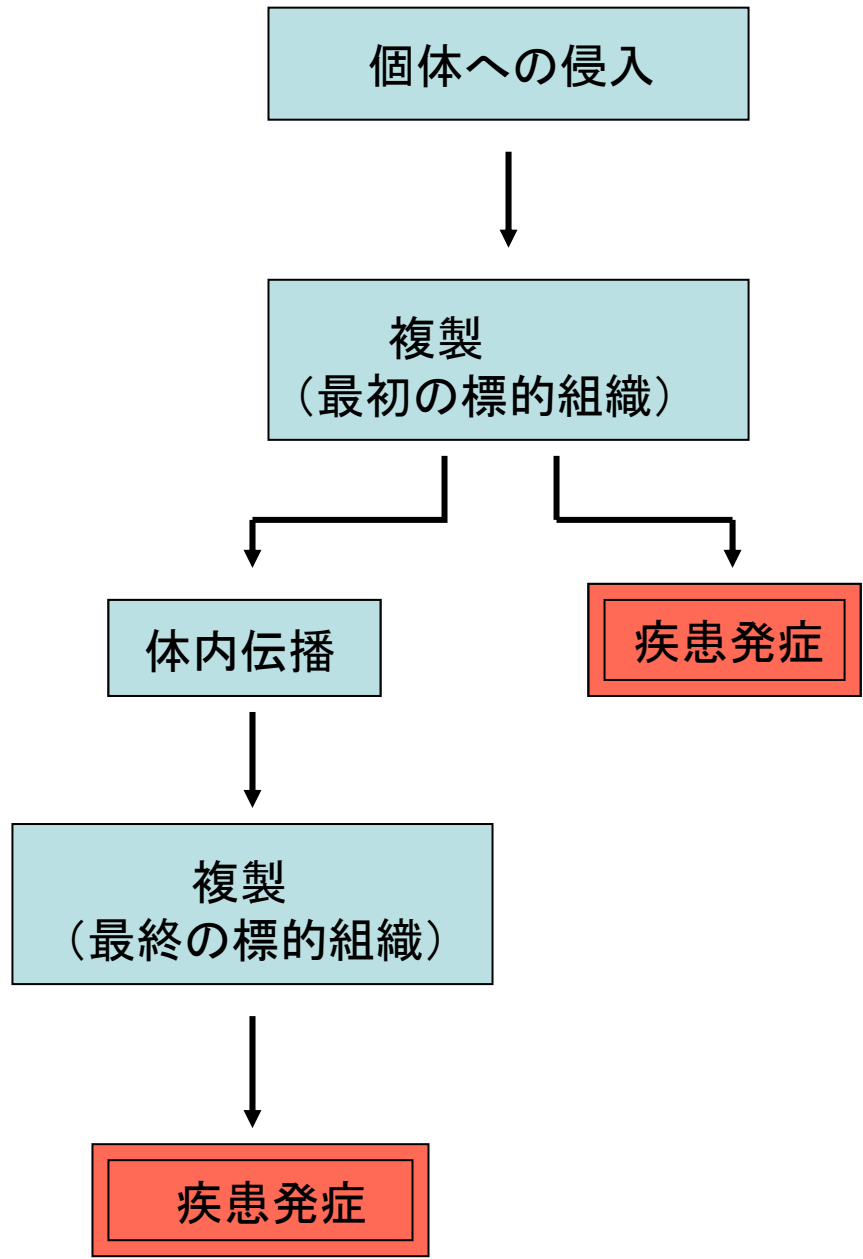 個体への侵入
複製
（最初の標的組織）
体内伝播
疾患発症
複製
（最終の標的組織）
疾患発症